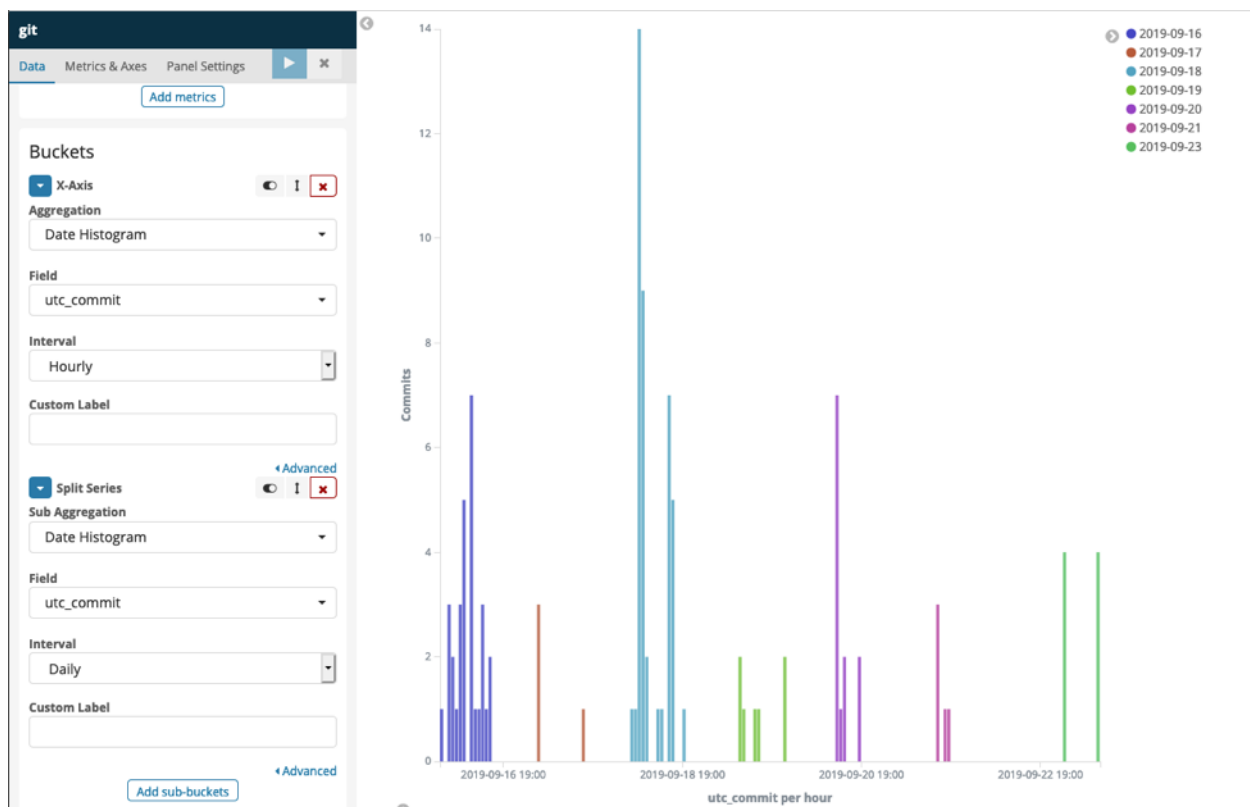 git
Data Metrics & Axes Panel Settings
Add metrics
Buckets
X-Axis
Aggregation
Date Histogram
Field
utc_commit
Interval
Hourly
Custom Label
Advanced
Split Series
Sub Aggregation
Date Histogram
Field
utc_commit
Interval
Daily
Custom Label
Advanced
Add sub-buckets
14
12
10
8
6
4
2
0
Commits
2019-09-16 19:00 2019-09-18 19:00 2019-09-20 19:00 2019-09-22 19:00
utc_commit per hour
2019-09-16
2019-09-17
2019-09-18
2019-09-19
2019-09-20
2019-09-21
2019-09-23